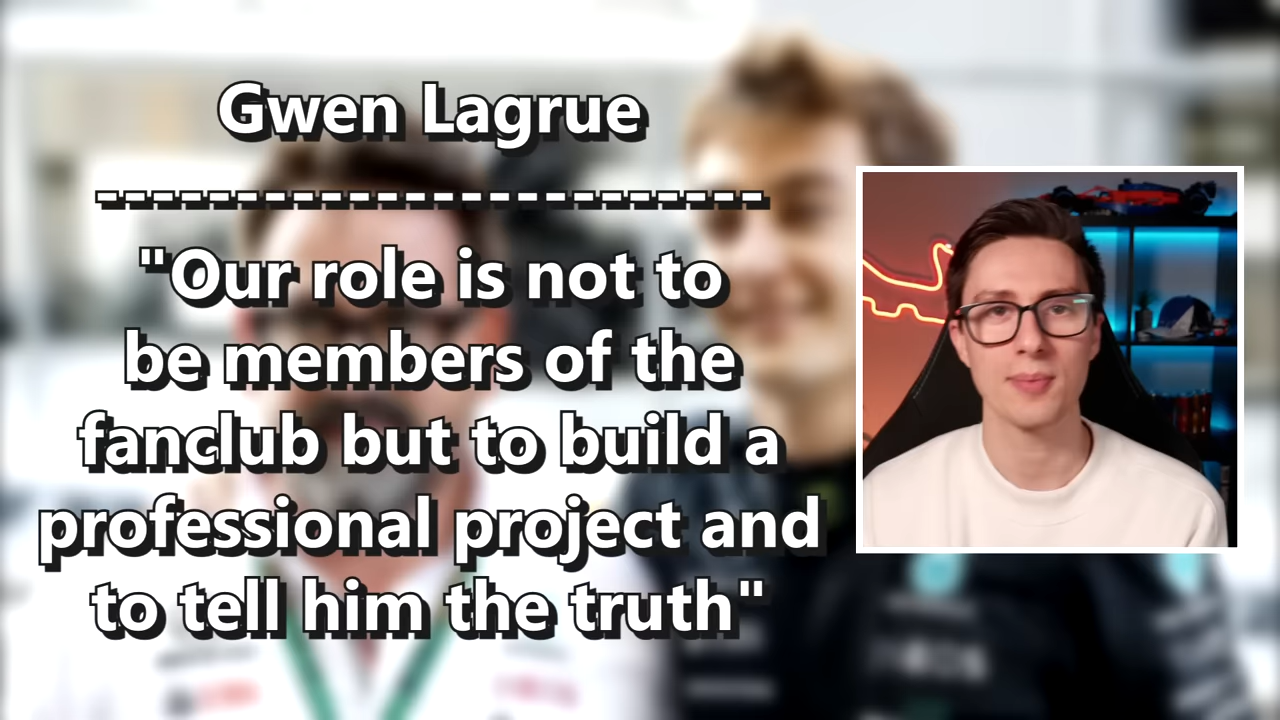 Gwen Lagrue
------------------------
"Our role is not to
be members of the
fanclub but to build a
professional project and
to tell him the truth"